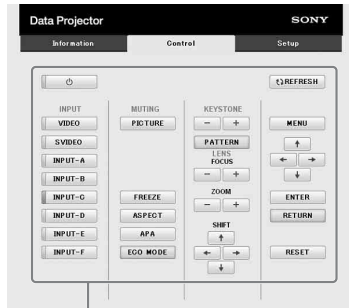 Data Projector SONY
Information Control Setup
REFRESH
INPUT MUTING KEYSTONE
VIDEO PICTURE - + MENU
SVIDEO PATTERN
LENS
INPUT-A FOCUS
- +
INPUT-B
ZOOM
INPUT-C FREEZE - + ENTER
INPUT-D ASPECT RETURN
SHIFT
INPUT-E APA
INPUT-F ECO MODE RESET